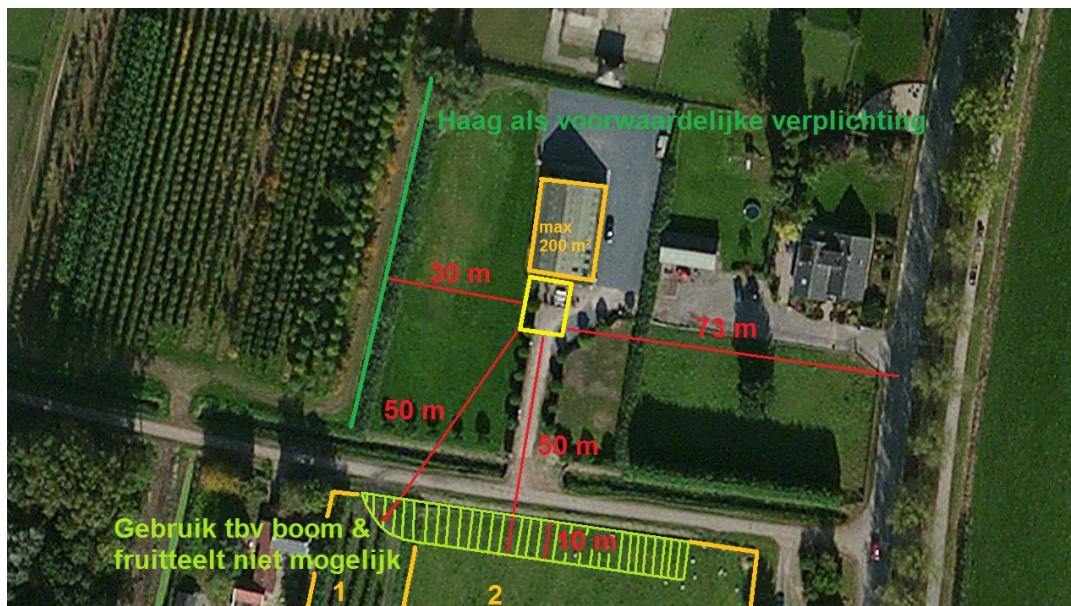 Haag als voorwaardelijke verplichting
max
200 m²
30 m
73 m
50 m
50 m
Gebruik tbv boom &
fruitteelt niet mogelijk
10 m
1
2